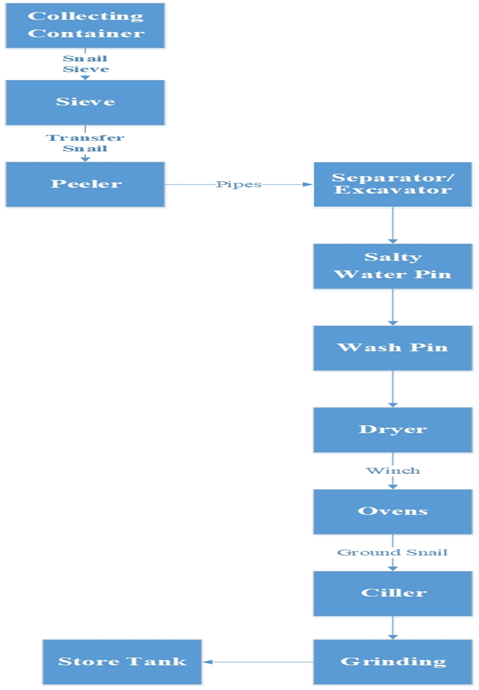 Collecting
Container
Snail
Sieve
Sieve
Transfer
Snail
Peeler
Pipes
Separator/
Excavator
Salty
Water Pin
Wash Pin
Dryer
Winch
Ovens
Ground Snail
Ciller
Grinding
Store Tank